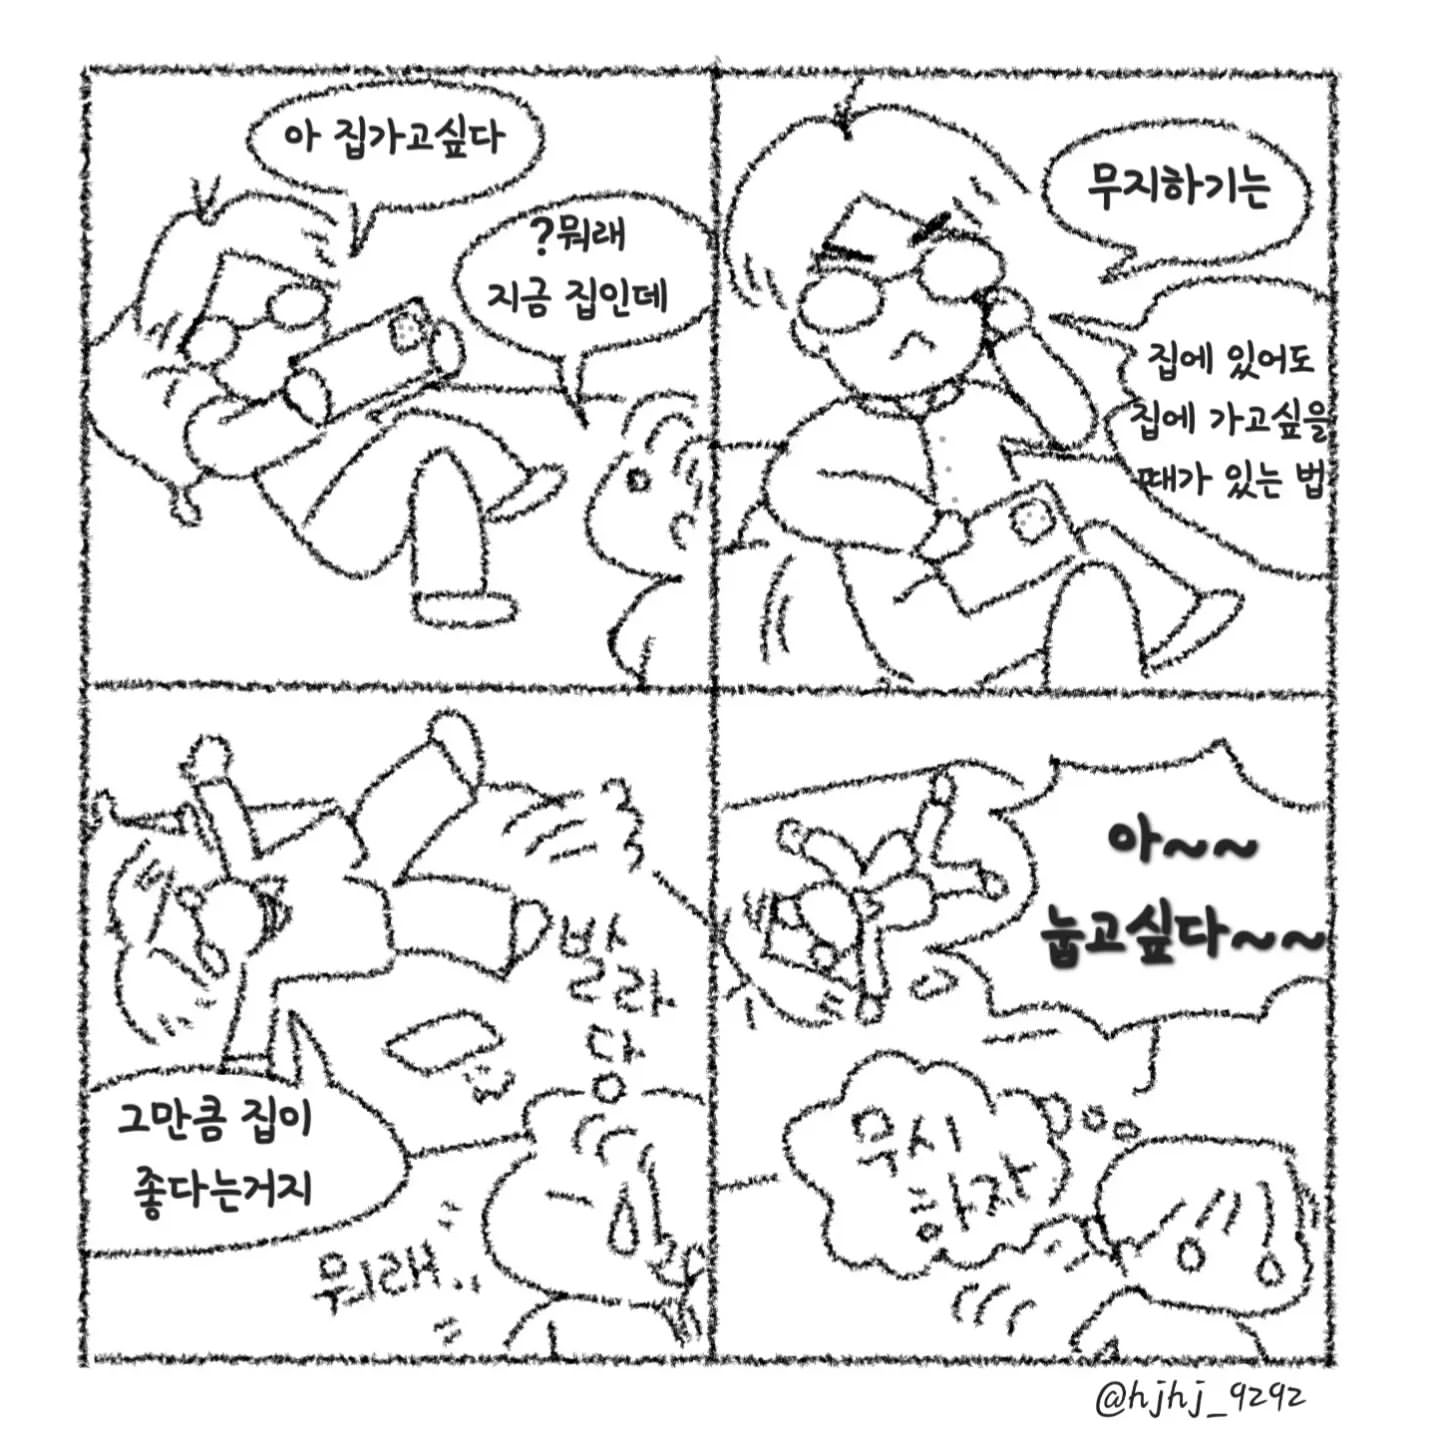 아 집가고싶다
?뭐래
지금 집인데
무지하기는
집에 있어도
집에 가고싶을
때가 있는 법
발라
당
그만큼 집이
좋다는거지
뭐래..
아~~
눕고싶다~~
무시
하자
@hjhj_9292